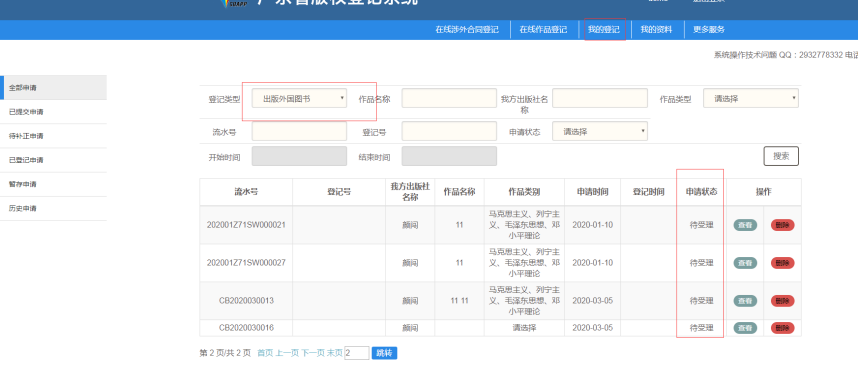 在线涉外合同登记 在线作品登记 我的登记 我的资料 更多服务
系统操作技术问题 QQ：2932778332 电话
全部申请
已提交申请
待补正申请
已登记申请
暂存申请
历史申请
登记类型 出版外国图书 作品名称 我方出版社名称 作品类型 请选择
流水号 登记号 申请状态 请选择
开始时间 结束时间
搜索
流水号 登记号 我方出版社名称 作品名称 作品类别 申请时间 登记时间 申请状态 操作
202001Z71SW000021 颜闯 11 马克思主义、列宁主义、毛泽东思想、邓小平理论 2020-01-10 待受理 查看 删除
202001Z71SW000027 颜闯 11 马克思主义、列宁主义、毛泽东思想、邓小平理论 2020-01-10 待受理 查看 删除
CB2020030013 颜闯 11 11 马克思主义、列宁主义、毛泽东思想、邓小平理论 2020-03-05 待受理 查看 删除
CB2020030016 颜闯 请选择 2020-03-05 待受理 查看 删除
第 2 页/共 2 页 首页 上一页 下一页 末页 2 跳转